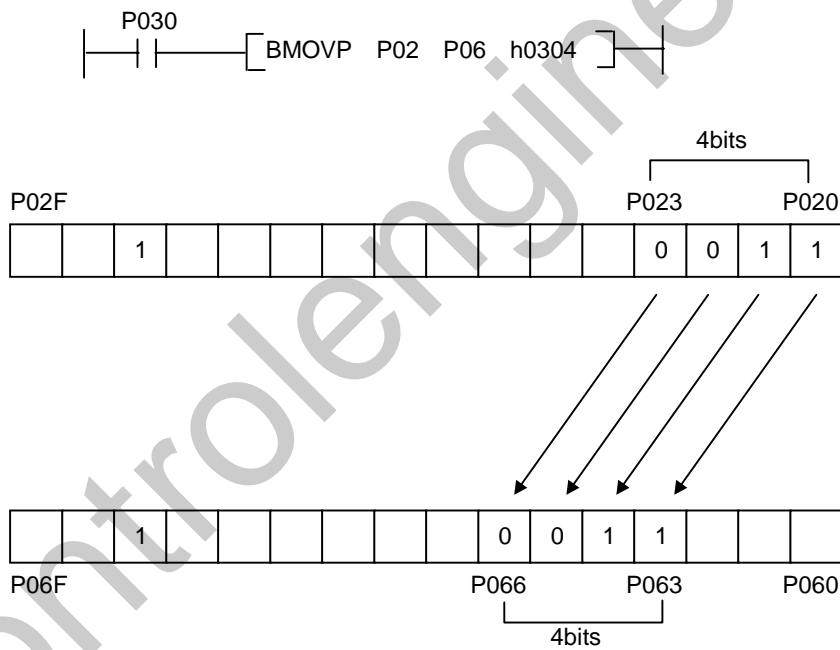 P030
BMOVP P02 P06 h0304
4bits
P02F P023 P020
1 0 0 1 1
1 0 0 1 1
P06F P066 P063 P060
4bits
ontrolengine